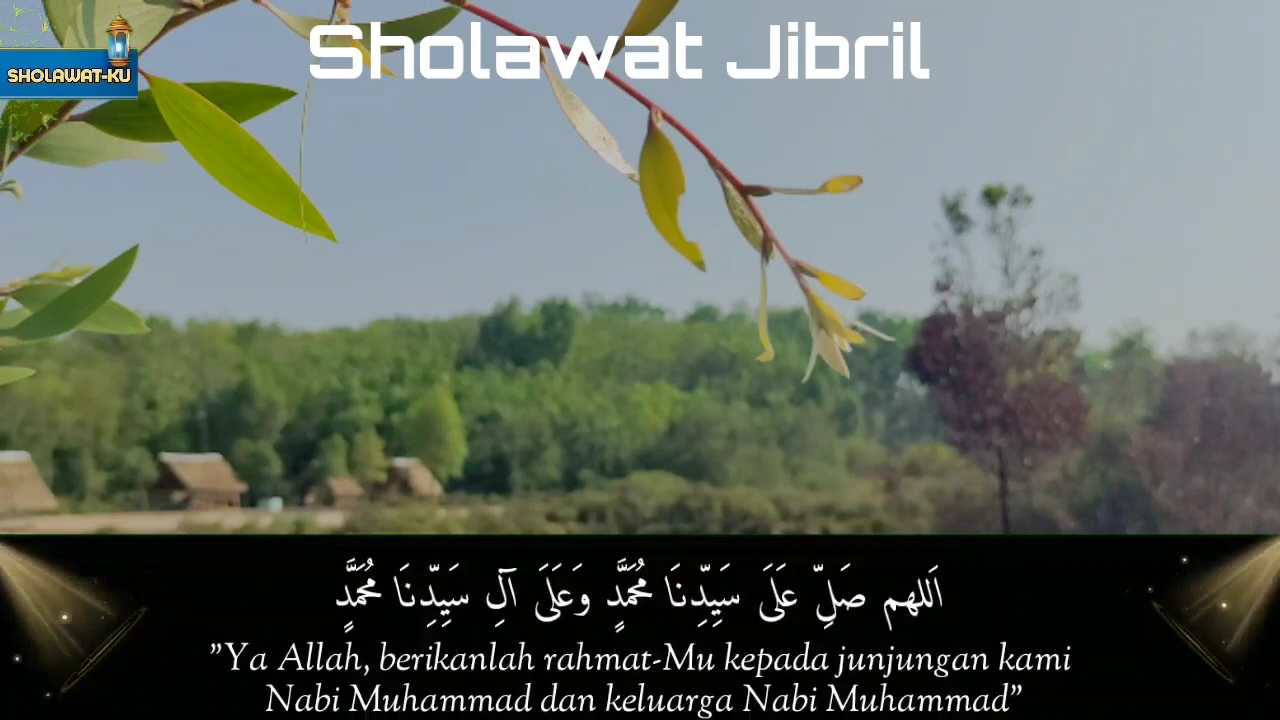 Sholawat Jibril
SHOLAWAT-KU
اَللهم صَلِّ عَلَىَ سَيِّدِنَا مُحَمَّدٍ وَعَلَىَ آلِ سَيِّدِنَا مُحَمَّدٍ
"Ya Allah, berikanlah rahmat-Mu kepada junjungan kami
Nabi Muhammad dan keluarga Nabi Muhammad"